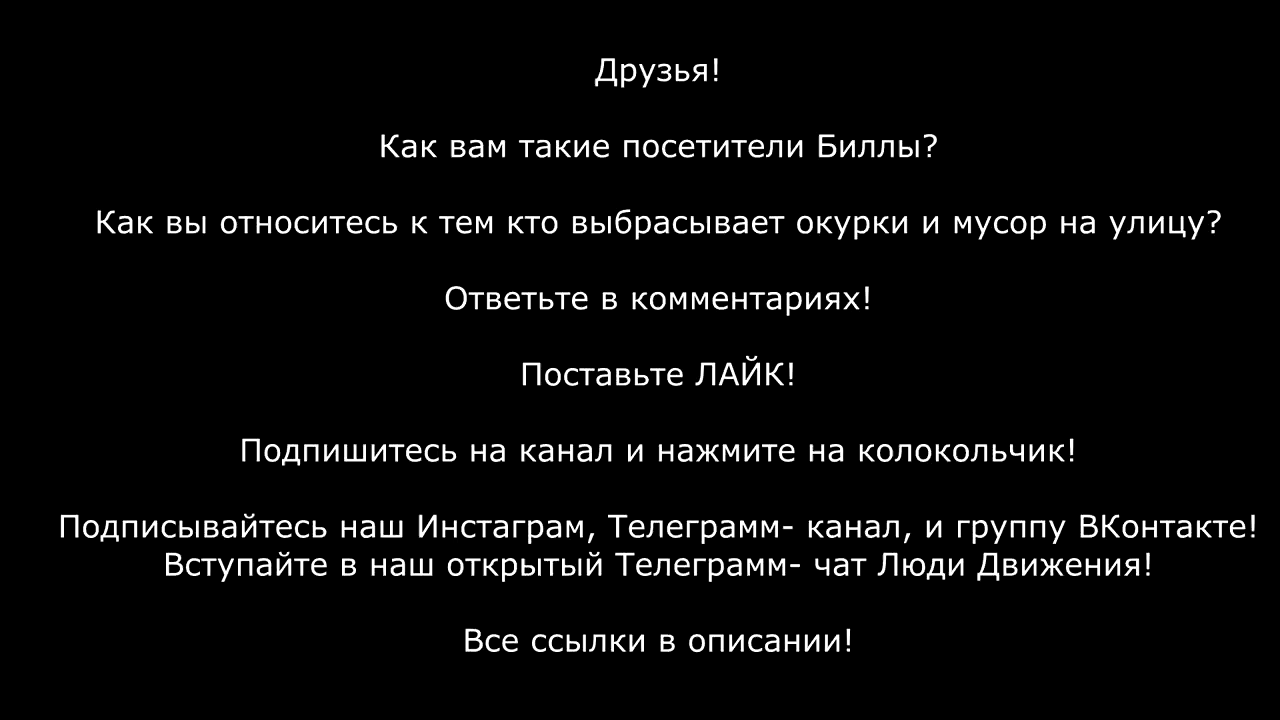 Друзья!
Как вам такие посетители Биллы?
Как вы относитесь к тем кто выбрасывает окурки и мусор на улицу?
Ответьте в комментариях!
Поставьте ЛАЙК!
Подпишитесь на канал и нажмите на колокольчик!
Подписывайтесь наш Инстаграм, Телеграмм- канал, и группу ВКонтакте!
Вступайте в наш открытый Телеграмм- чат Люди Движения!
Все ссылки в описании!